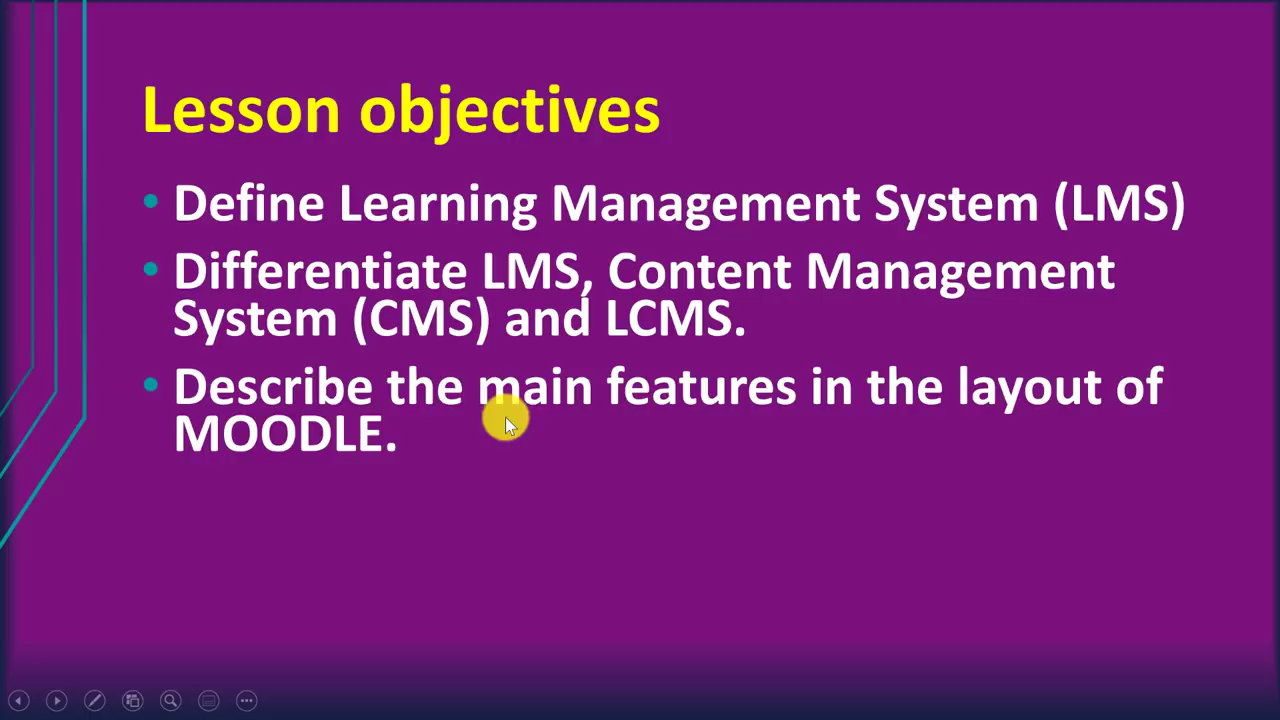 Lesson objectives
• Define Learning Management System (LMS)
• Differentiate LMS, Content Management
System (CMS) and LCMS.
• Describe the main features in the layout of
MOODLE.